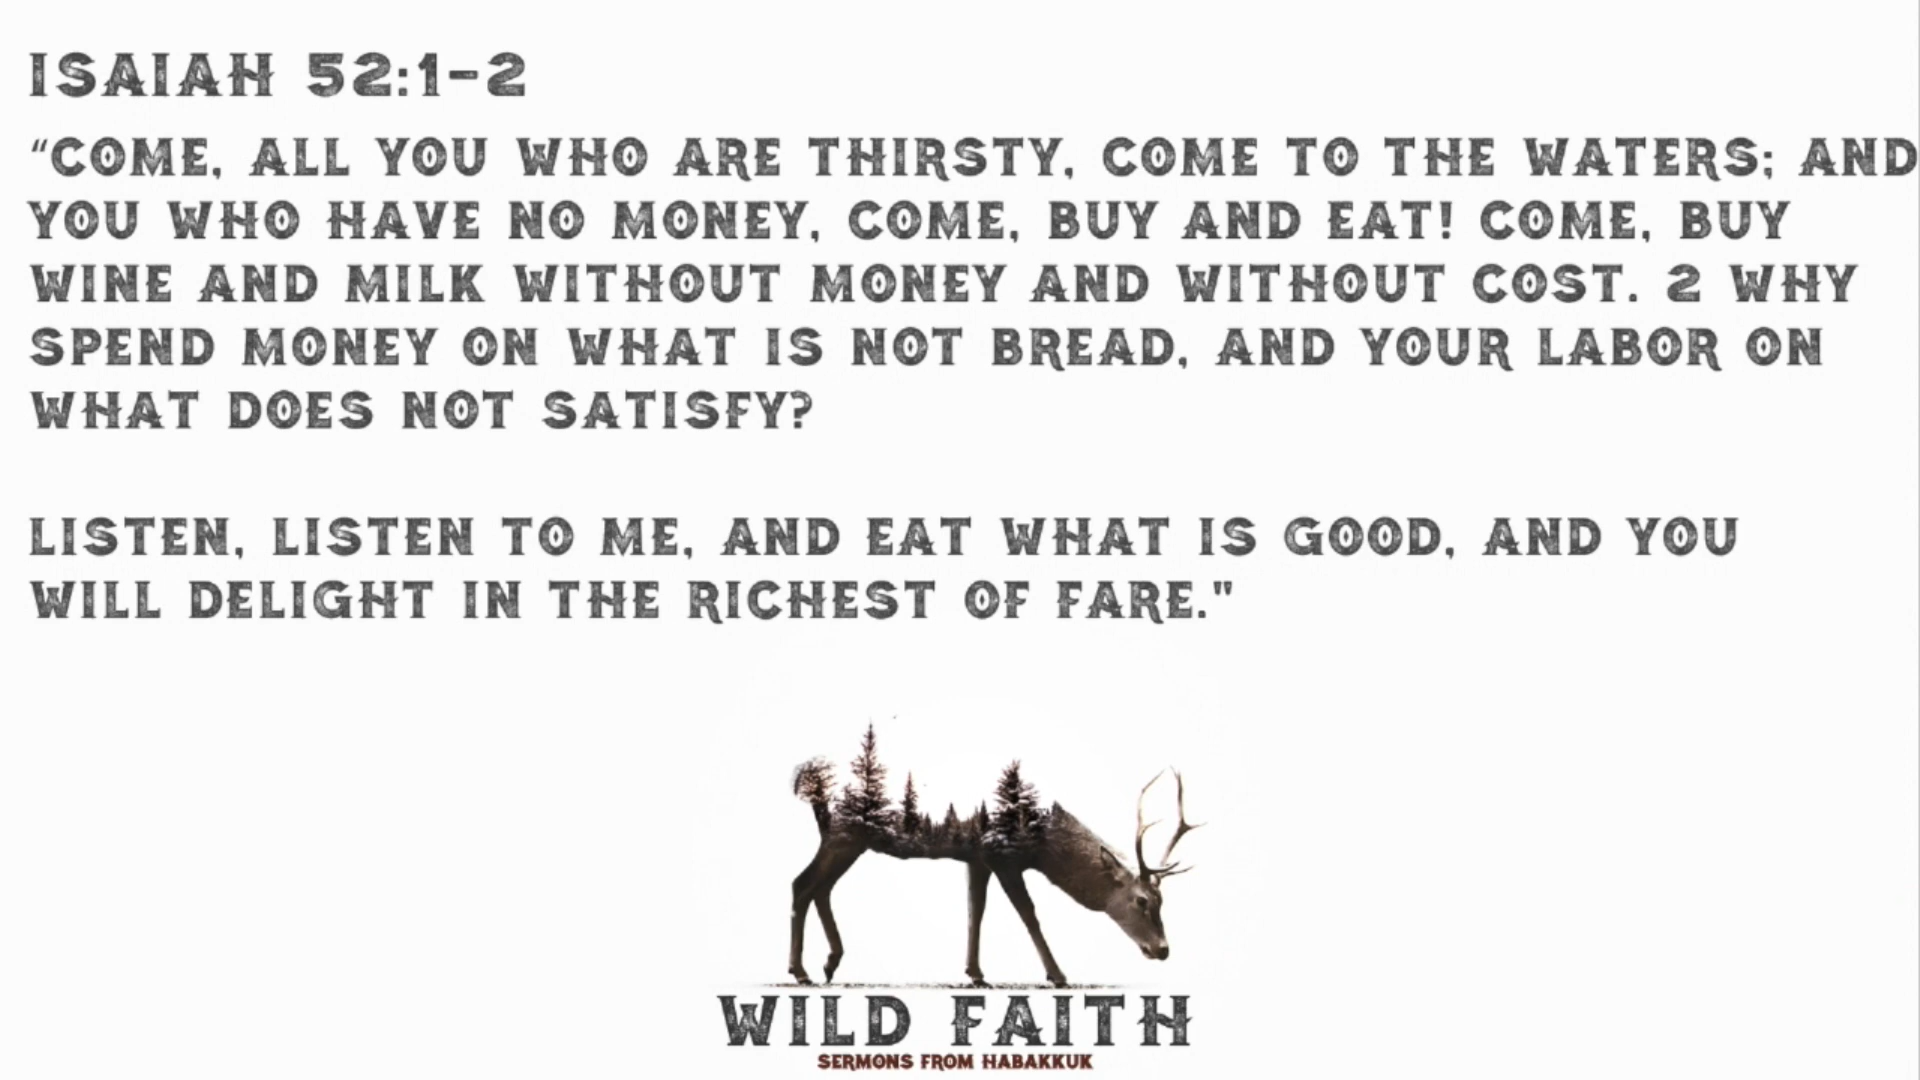 ISAIAH 52:1-2
“COME, ALL YOU WHO ARE THIRSTY, COME TO THE WATERS; AND
YOU WHO HAVE NO MONEY, COME, BUY AND EAT! COME, BUY
WINE AND MILK WITHOUT MONEY AND WITHOUT COST. 2 WHY
SPEND MONEY ON WHAT IS NOT BREAD, AND YOUR LABOR ON
WHAT DOES NOT SATISFY?
LISTEN, LISTEN TO ME, AND EAT WHAT IS GOOD, AND YOU
WILL DELIGHT IN THE RICHEST OF FARE."
WILD FAITH
SERMONS FROM HABAKKUK